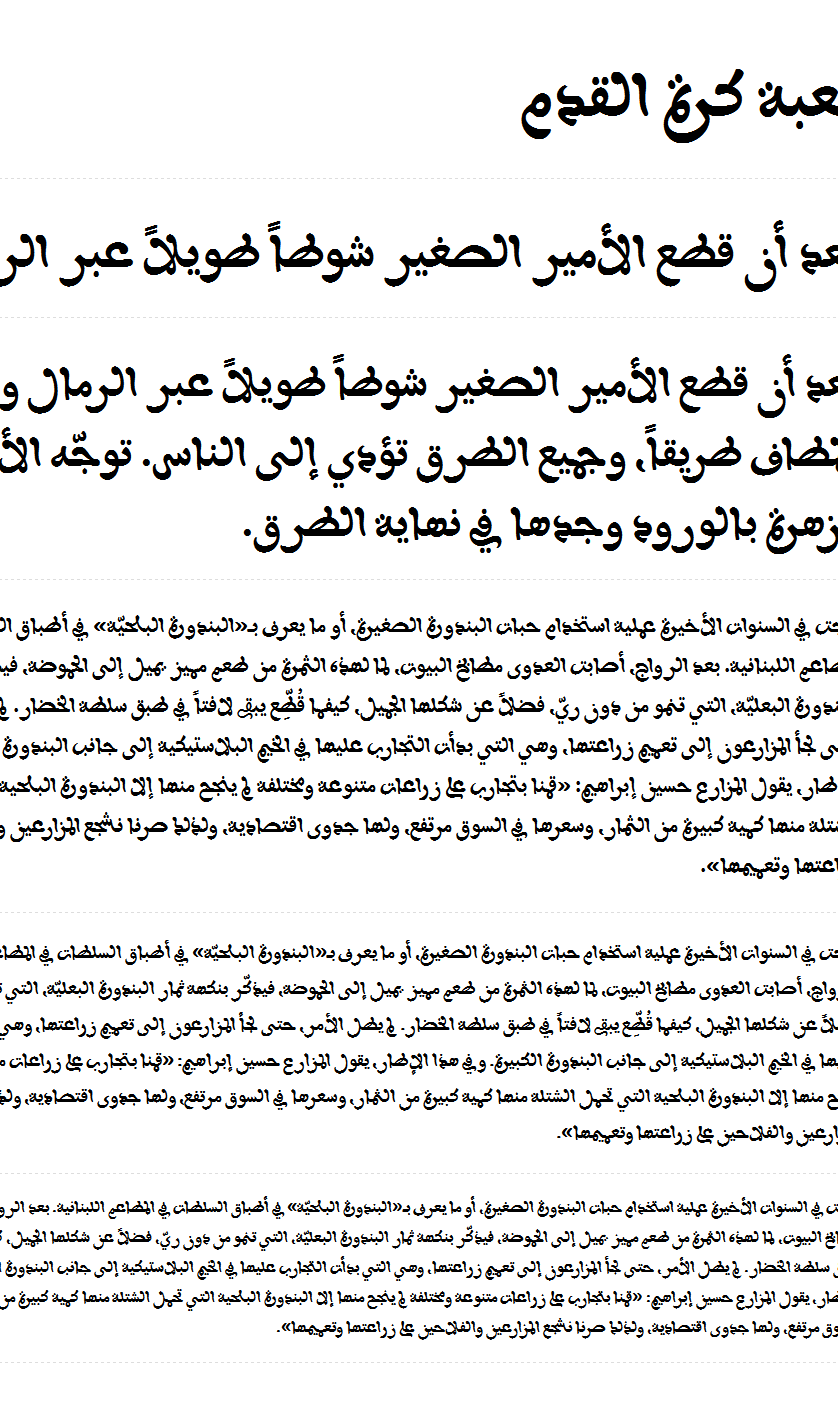 عبة كرة القدم
عد أن قطع الأمير الصغير شوطاً طويلاً عبر الر
عد أن قطع الأمير الصغير شوطاً طويلاً عبر الرمال و
طاف طريقاً، وجميع الطرق تؤدي إلى الناس. توجّه الأ
زهرة بالورود وجدها في نهاية الطرق.
حت في السنوات الأخيرة عملية استخدام حبات البندورة الصغيرة، أو ما يعرف بـ«البندورة البلحيّة» في أطباق ال
طاعم اللبنانية. بعد الرواج، أصابت العدوى مطابخ البيوت، لما لهذه الثمرة من طعم مميز يميل إلى الحموضة، فيذ
ندورة البعليّة، التي تنمو من دون ريّ، فضلاً عن شكلها الجميل، كيفما قُطّع يبقى لافتاً في طبق سلطة الخضار. لم
ى لجأ المزارعون إلى تعميم زراعتها، وهي التي بدأت التجارب عليها في الخيم البلاستيكية إلى جانب البندورة
طار، يقول المزارع حسين إبراهيم: «قمنا بتجارب على زراعات متنوعة ومختلفة لم ينجح منها إلا البندورة البلحية
شتلة منها كمية كبيرة من الثمار، وسعرها في السوق مرتفع، ولها جدوى اقتصادية، ولذلك صرنا نشجع المزارعين و
اعتها وتعميمها».
حت في السنوات الأخيرة عملية استخدام حبات البندورة الصغيرة، أو ما يعرف بـ«البندورة البلحيّة» في أطباق السلطات في المطاع
رواج، أصابت العدوى مطابخ البيوت، لما لهذه الثمرة من طعم مميز يميل إلى الحموضة، فيذكّر بنكهة ثمار البندورة البعليّة، التي ت
لاً عن شكلها الجميل، كيفما قُطّع يبقى لافتاً في طبق سلطة الخضار. لم يطل الأمر، حتى لجأ المزارعون إلى تعميم زراعتها، وهي
يها في الخيم البلاستيكية إلى جانب البندورة الكبيرة. وفي هذا الإطار، يقول المزارع حسين إبراهيم: «قمنا بتجارب على زراعات م
ح منها إلا البندورة البلحية التي تحمل الشتلة منها كمية كبيرة من الثمار، وسعرها في السوق مرتفع، ولها جدوى اقتصادية، ولذ
ارعين والفلاحين على زراعتها وتعميمها».
ت في السنوات الأخيرة عملية استخدام حبات البندورة الصغيرة، أو ما يعرف بـ«البندورة البلحيّة» في أطباق السلطات في المطاعم اللبنانية. بعد الرو
خ البيوت، لما لهذه الثمرة من طعم مميز يميل إلى الحموضة، فيذكّر بنكهة ثمار البندورة البعليّة، التي تنمو من دون ريّ، فضلاً عن شكلها الجميل، ك
ق سلطة الخضار. لم يطل الأمر، حتى لجأ المزارعون إلى تعميم زراعتها، وهي التي بدأت التجارب عليها في الخيم البلاستيكية إلى جانب البندورة ا
طار، يقول المزارع حسين إبراهيم: «قمنا بتجارب على زراعات متنوعة ومختلفة لم ينجح منها إلا البندورة البلحية التي تحمل الشتلة منها كمية كبيرة من
وق مرتفع، ولها جدوى اقتصادية، ولذلك صرنا نشجع المزارعين والفلاحين على زراعتها وتعميمها».